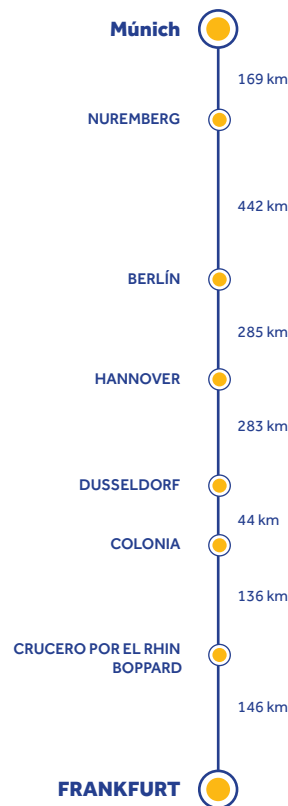 Múnich
169 km
NUREMBERG
442 km
BERLÍN
285 km
HANNOVER
283 km
DUSSELDORF
44 km
COLONIA
136 km
CRUCERO POR EL RHIN
BOPPARD
146 km
FRANKFURT